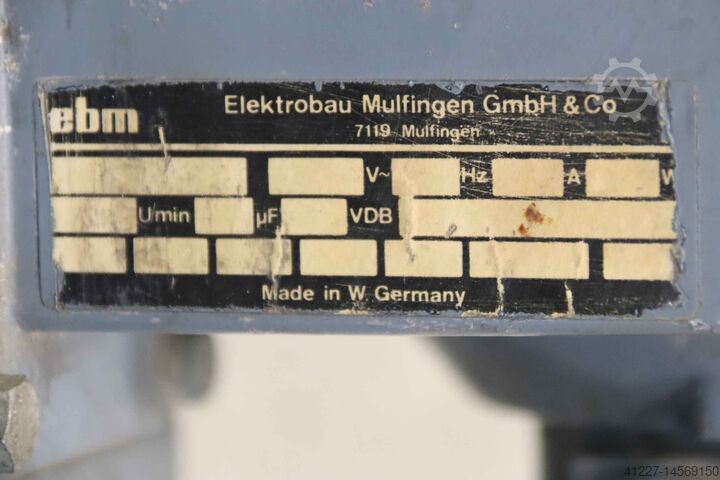 ebm Elektrobau Mulfingen GmbH & Co
7119 Mulfingen
V~ Hz A W
U/min µF VDB
Made in W Germany
41227-14569150